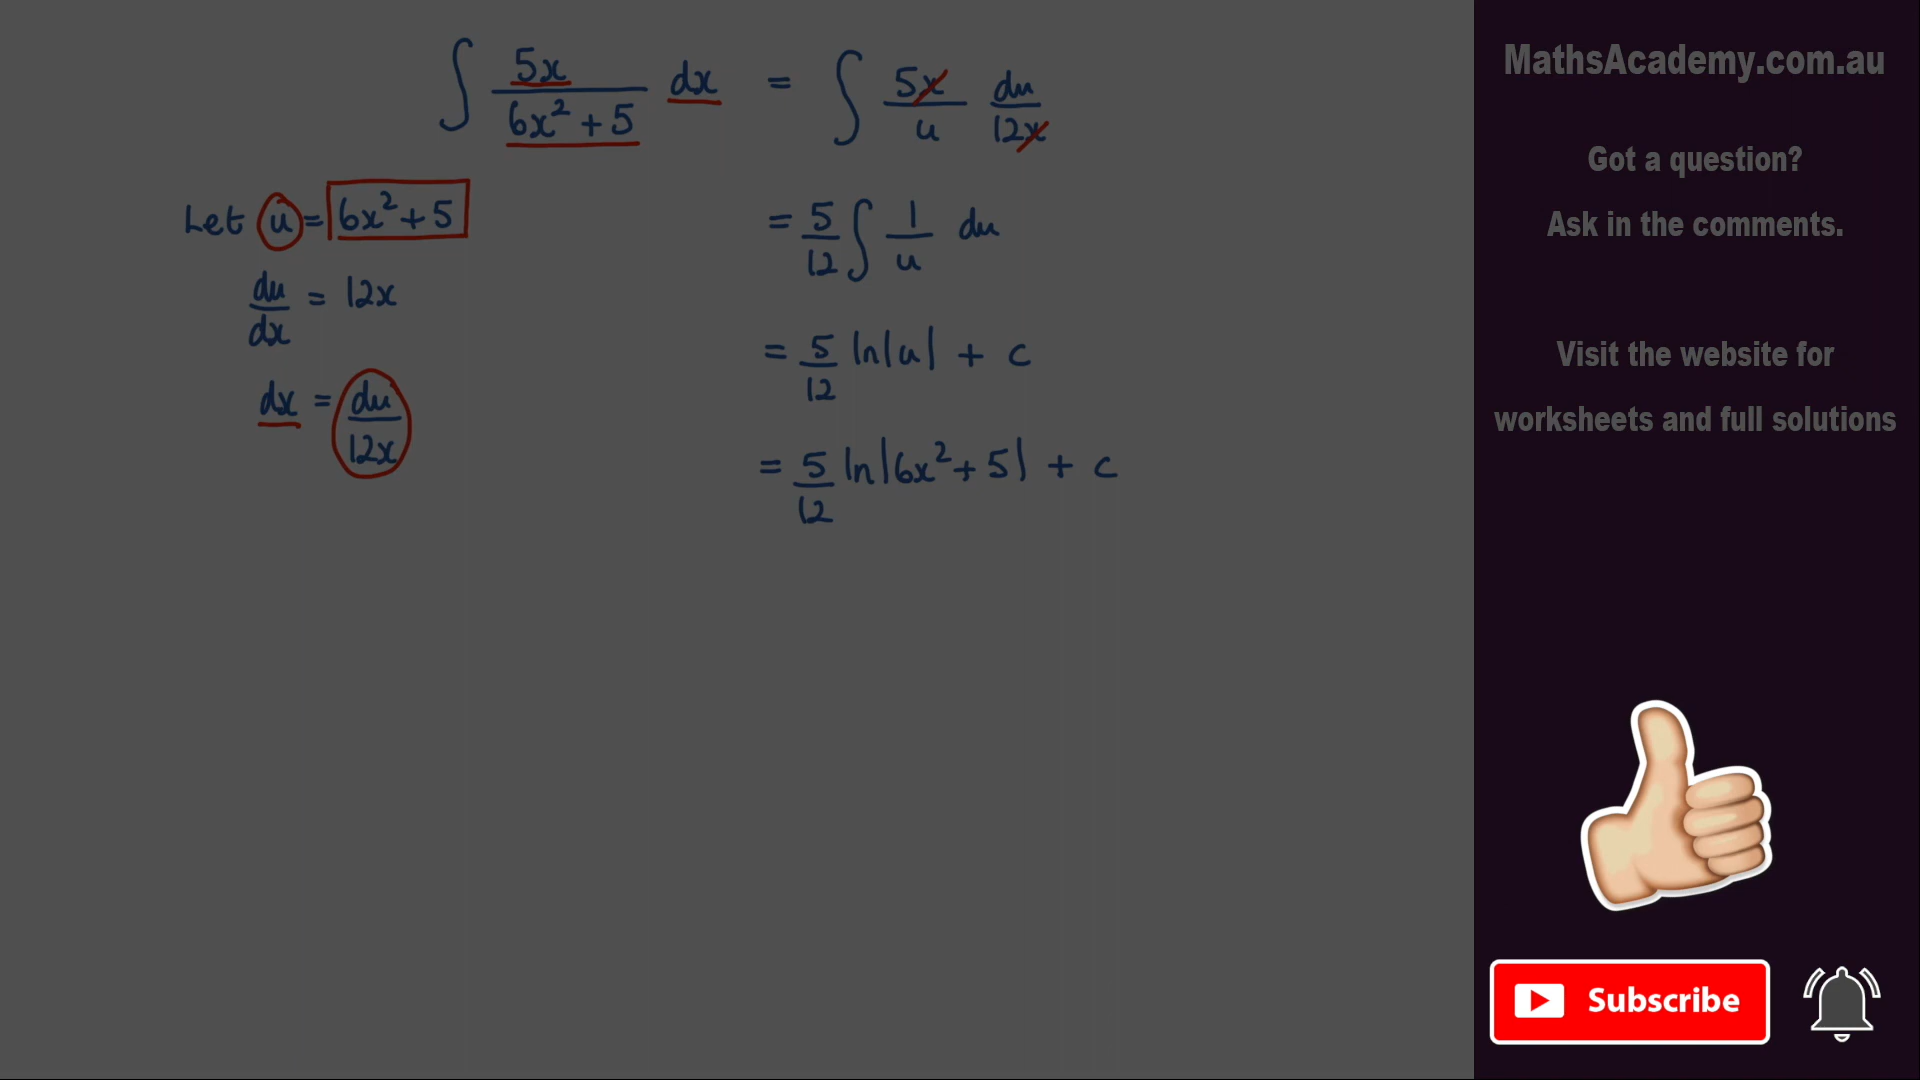 ∫ 5x / (6x² + 5) dx = ∫ 5x / u du / 12x
Let u = 6x² + 5
du/dx = 12x
dx = du/12x
= 5/12 ∫ 1/u du
= 5/12 ln|u| + c
= 5/12 ln|6x² + 5| + c
MathsAcademy.com.au
Got a question?
Ask in the comments.
Visit the website for
worksheets and full solutions
Subscribe